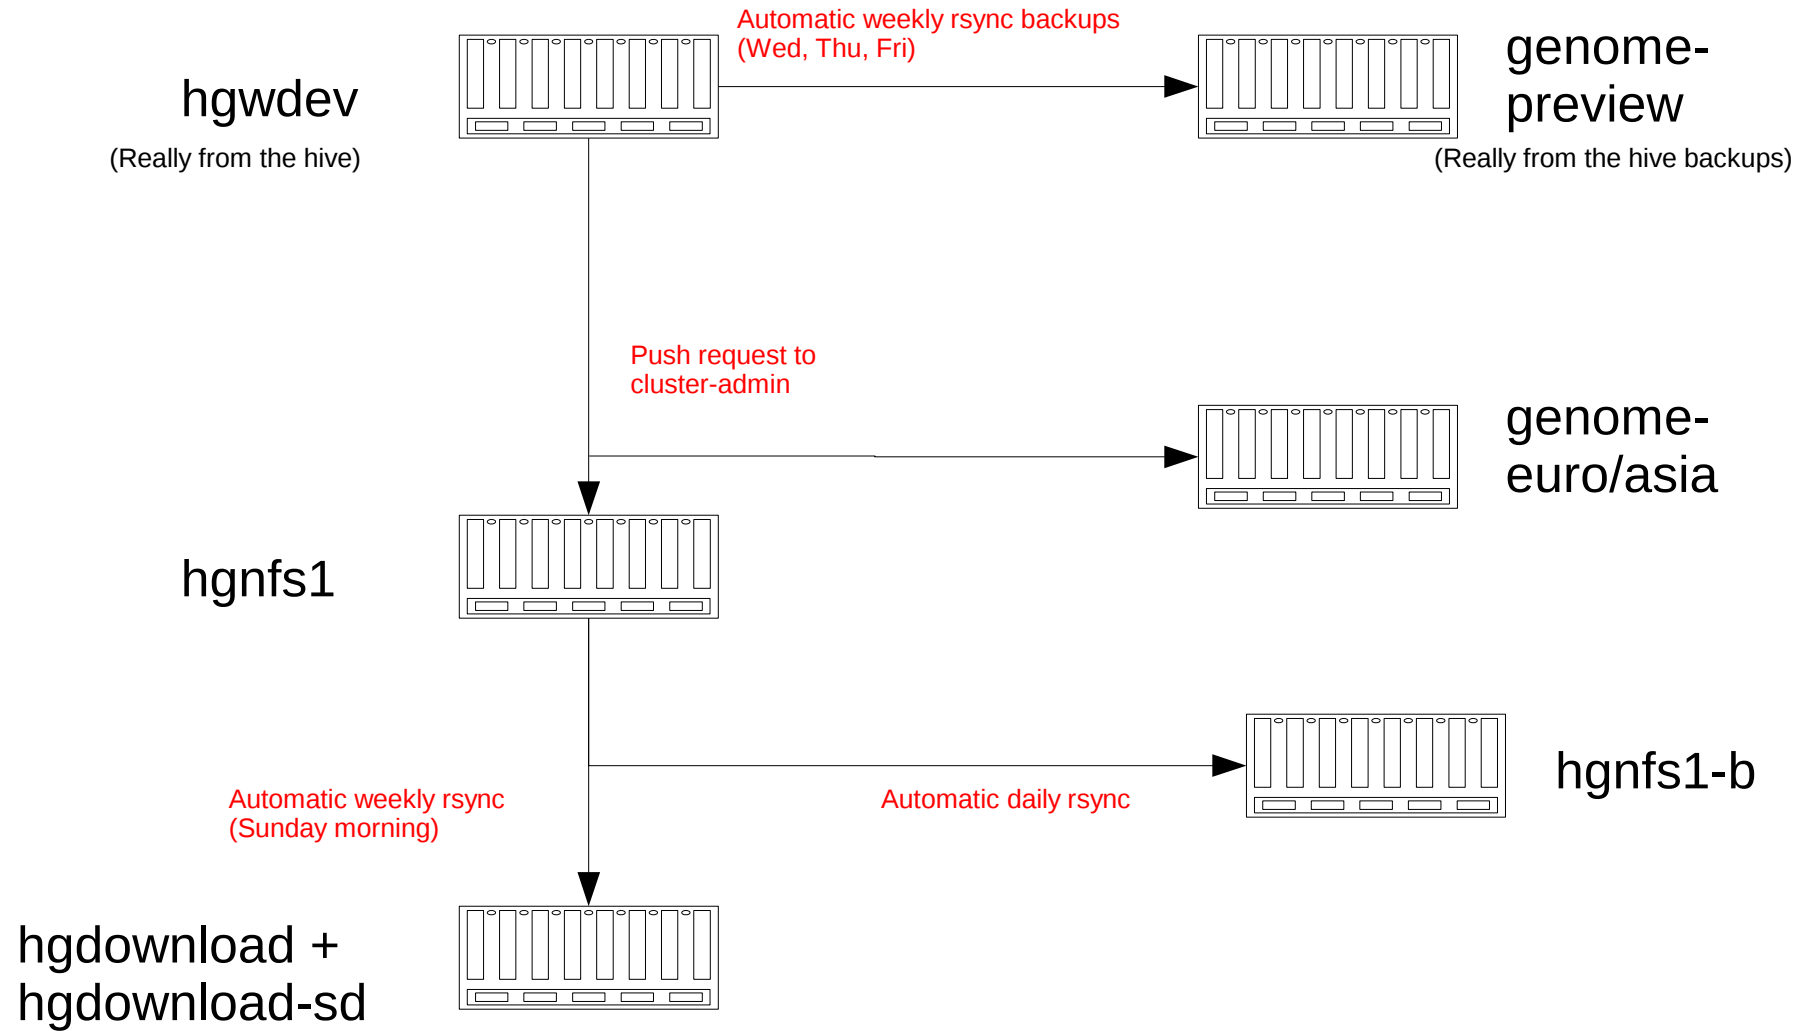 Automatic weekly rsync backups
(Wed, Thu, Fri)
hgwdev
(Really from the hive)
genome-
preview
(Really from the hive backups)
Push request to
cluster-admin
genome-
euro/asia
hgnfs1
hgnfs1-b
Automatic weekly rsync
(Sunday morning)
Automatic daily rsync
hgdownload +
hgdownload-sd